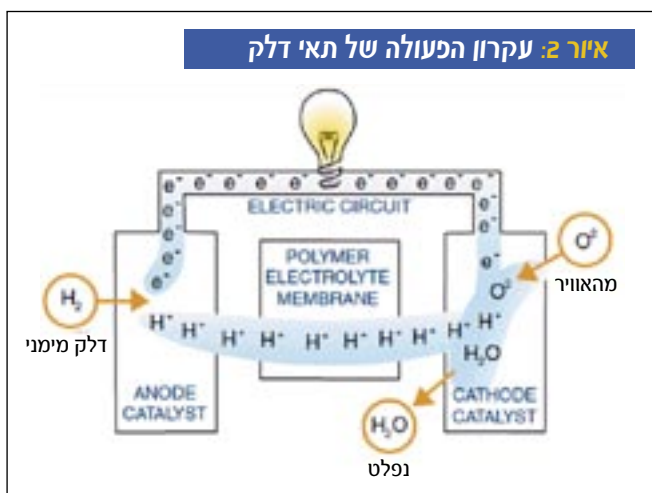 איור 2: עקרון הפעולה של תאי דלק
e⁻ e⁻ e⁻ e⁻ e⁻ e⁻ e⁻ e⁻ e⁻ e⁻
e⁻
e⁻
e⁻
e⁻
e⁻
e⁻
ELECTRIC CIRCUIT
H₂
דלק מימני
POLYMER
ELECTROLYTE
MEMBRANE
O²
מהאוויר
O²
H⁺ H⁺ H⁺ H⁺ H⁺ H⁺ H⁺ H⁺ H⁺ H⁺
H₂O
ANODE
CATALYST
CATHODE
CATALYST
H₂O
נפלט